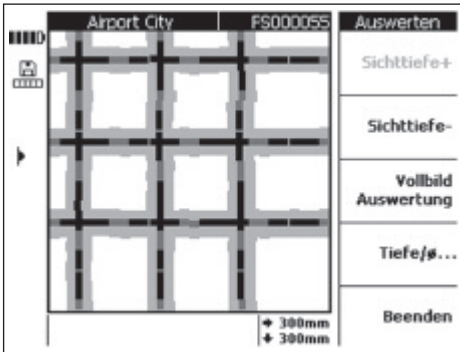 Airport City FS000055 Auswerten
Sichttiefe+
Sichttiefe-
Vollbild
Auswertung
Tiefe/ø...
Beenden
→ 300mm
↓ 300mm